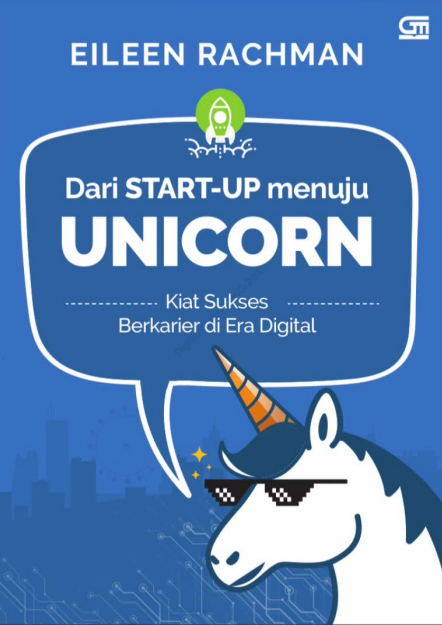 EILEEN RACHMAN
Dari START-UP menuju
UNICORN
Kiat Sukses
Berkarier di Era Digital